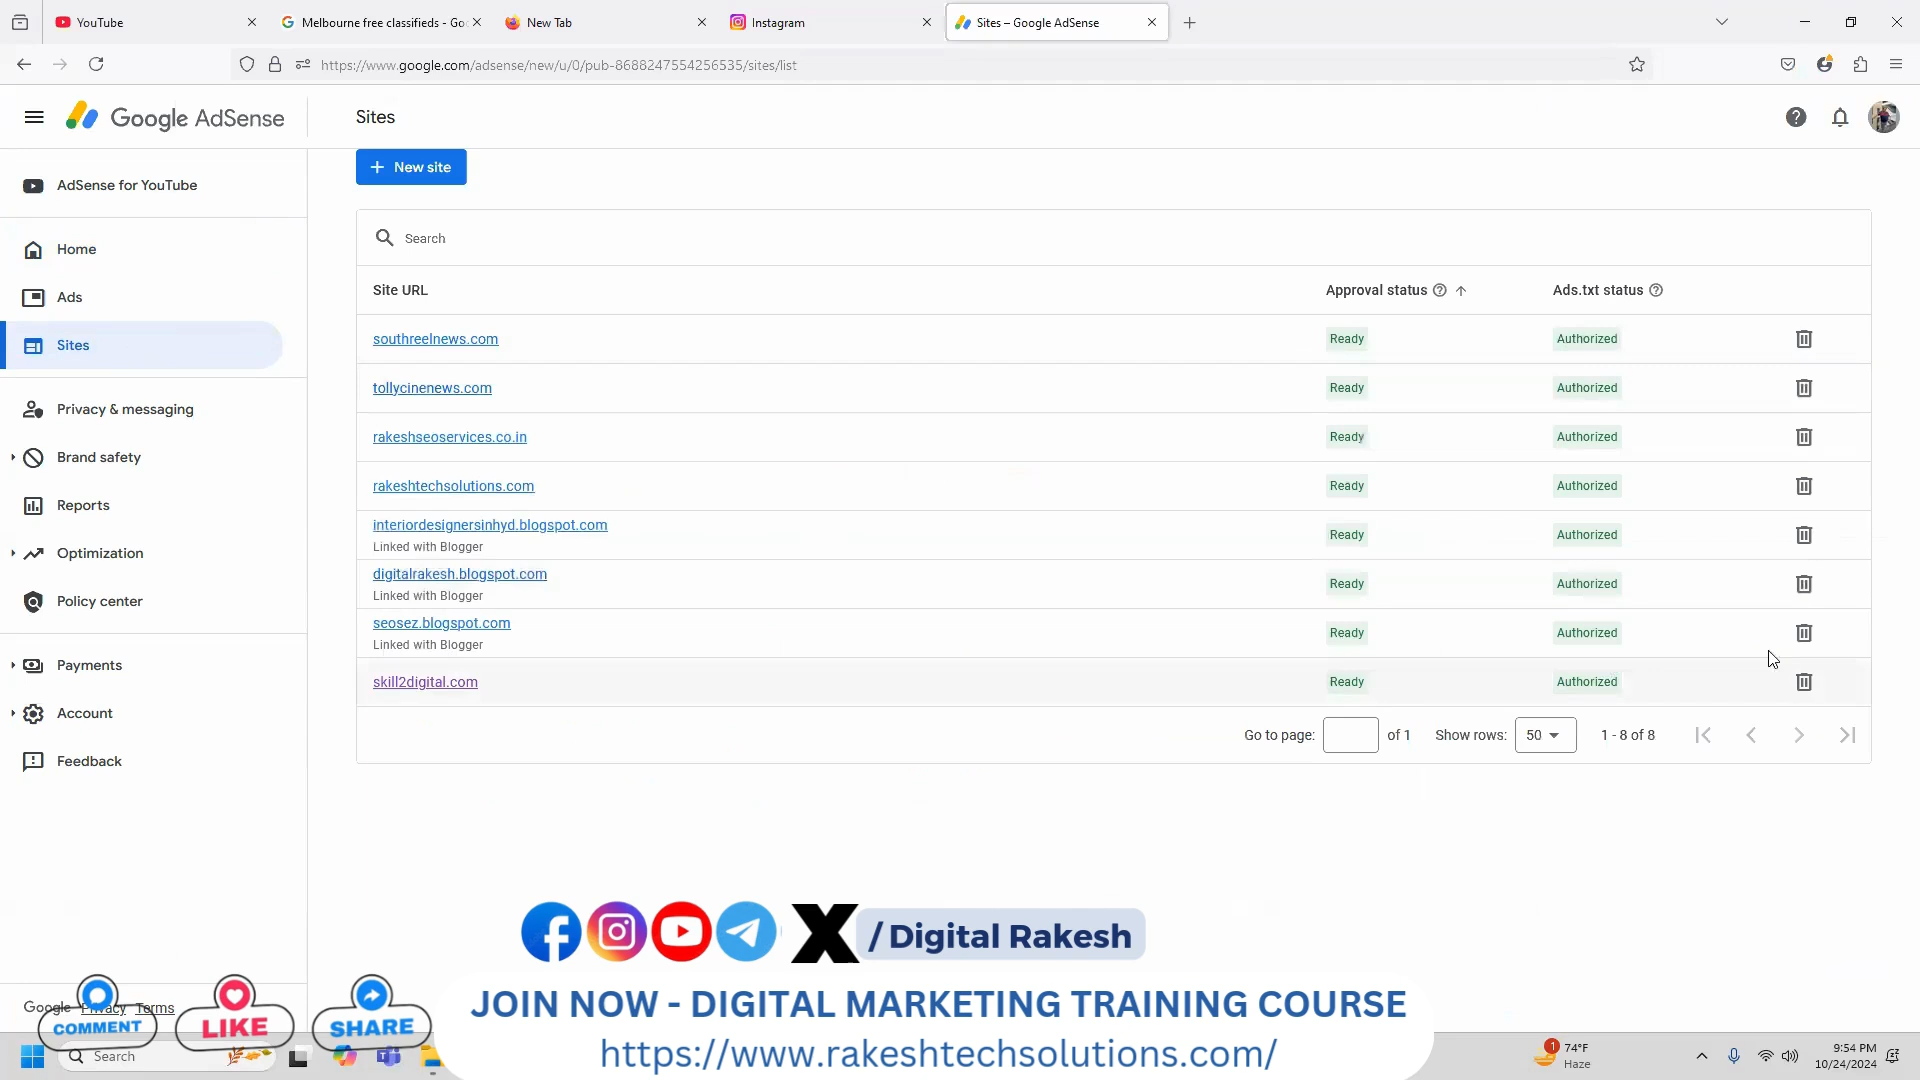 YouTube
Melbourne free classifieds - Goo
New Tab
Instagram
Sites – Google AdSense
https://www.google.com/adsense/new/u/0/pub-8688247554256535/sites/list
Google AdSense
Sites
New site
AdSense for YouTube
Home
Ads
Sites
Privacy & messaging
Brand safety
Reports
Optimization
Policy center
Payments
Account
Feedback
Search
Site URL Approval status Ads.txt status
southreelnews.com Ready Authorized
tollycinenews.com Ready Authorized
rakeshseoservices.co.in Ready Authorized
rakeshtechsolutions.com Ready Authorized
interiordesignersinhyd.blogspot.com Ready Authorized
Linked with Blogger
digitalrakesh.blogspot.com Ready Authorized
Linked with Blogger
seosez.blogspot.com Ready Authorized
Linked with Blogger
skill2digital.com Ready Authorized
Go to page: of 1 Show rows: 50 1 - 8 of 8
/ Digital Rakesh
Google Privacy Terms
COMMENT
LIKE
SHARE
JOIN NOW - DIGITAL MARKETING TRAINING COURSE
https://www.rakeshtechsolutions.com/
Search
1
74°F
Haze
9:54 PM
10/24/2024